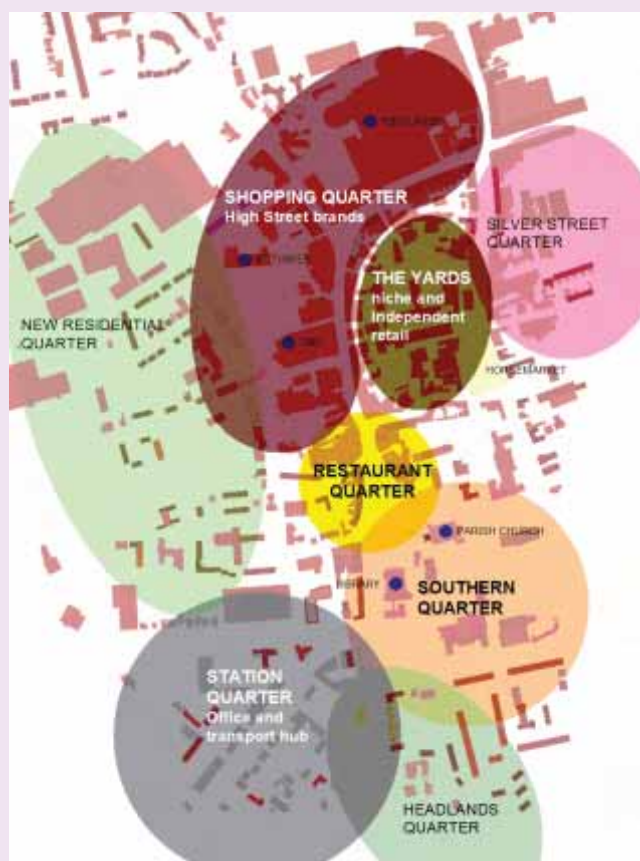 SHOPPING QUARTER
High Street brands
SILVER STREET
QUARTER
THE YARDS
niche and
independent
retail
NEW RESIDENTIAL
QUARTER
HORSEMARKET
RESTAURANT
QUARTER
PARISH CHURCH
LIBRARY
SOUTHERN
QUARTER
STATION
QUARTER
Office and
transport hub
HEADLANDS
QUARTER